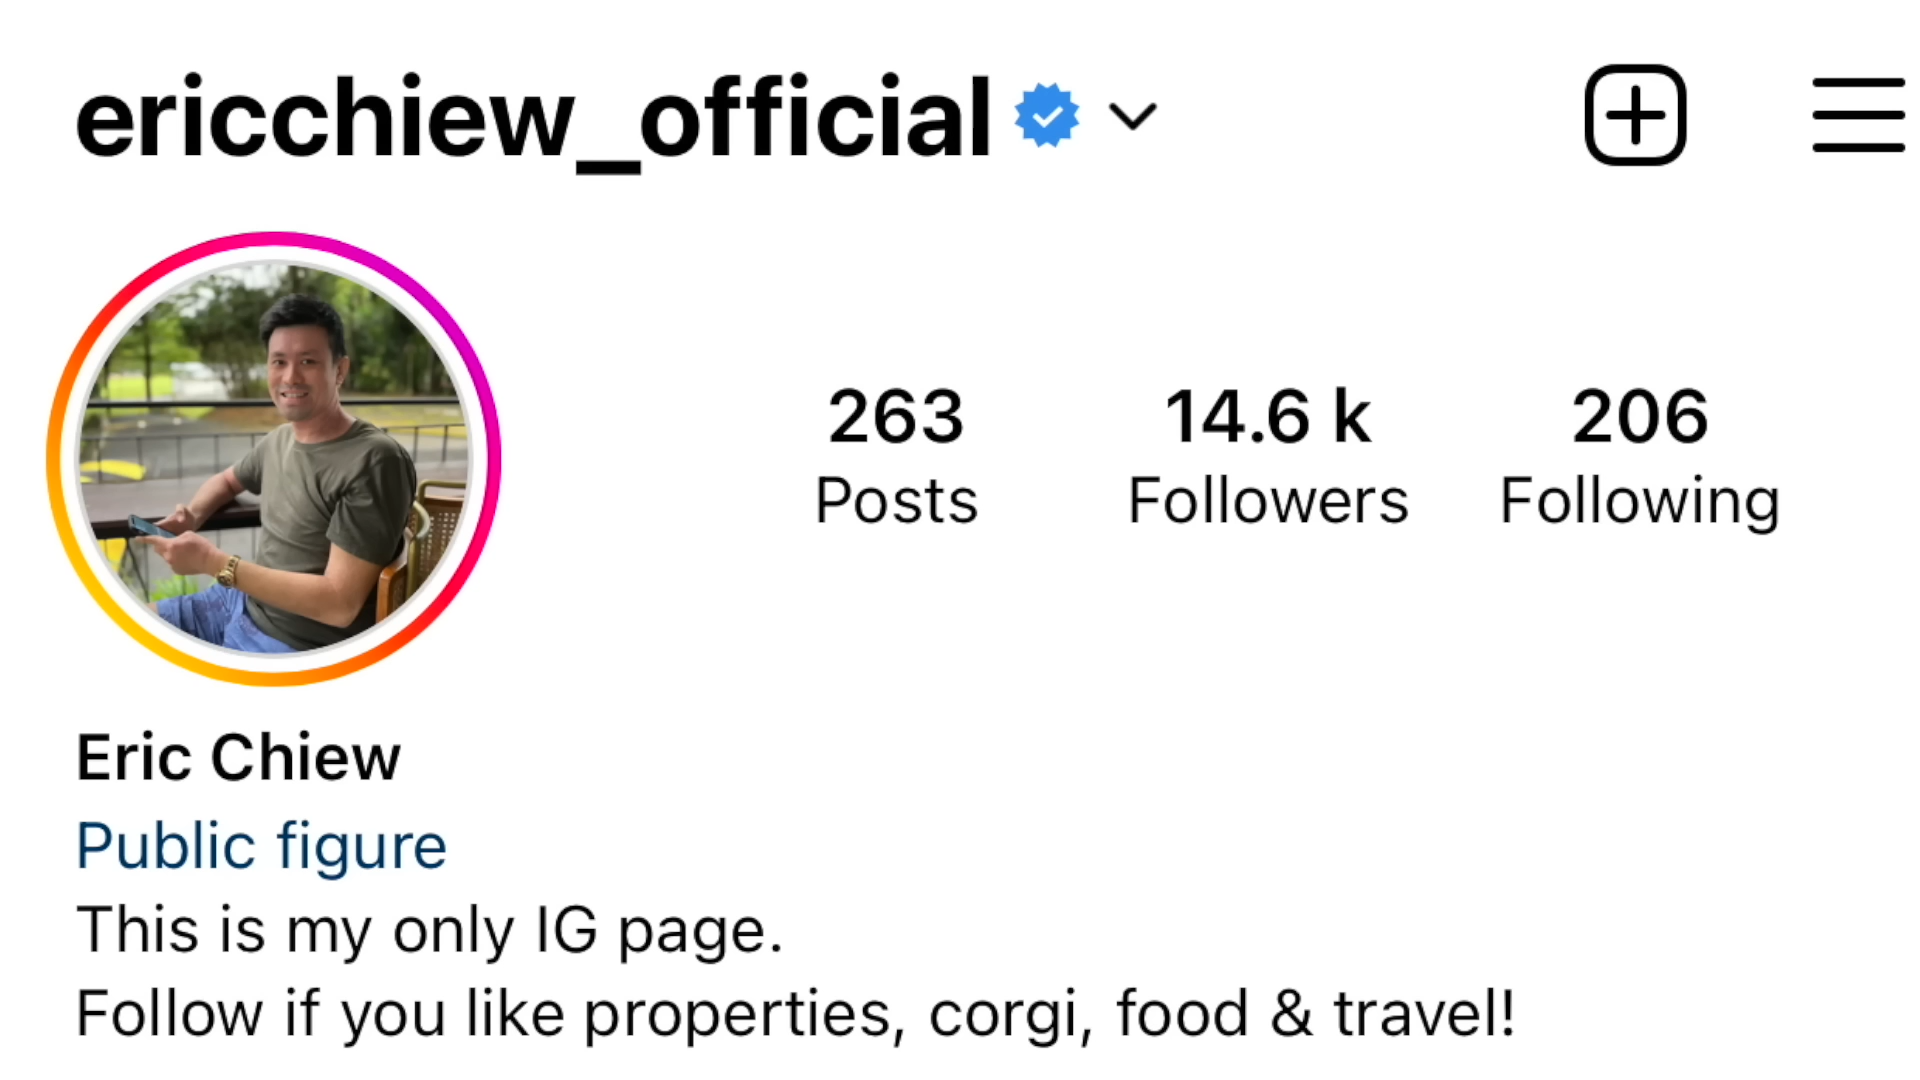 ericchiew_official
263 14.6 k 206
Posts Followers Following
Eric Chiew
Public figure
This is my only IG page.
Follow if you like properties, corgi, food & travel!